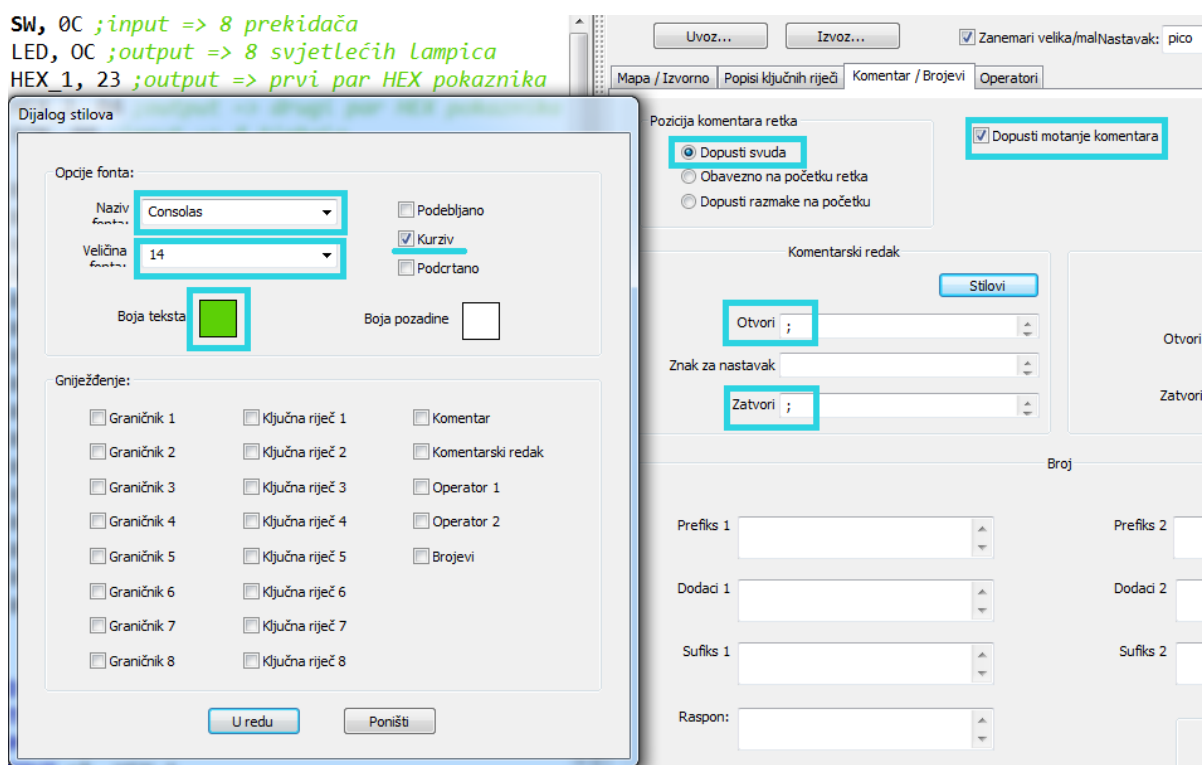 SW, 0C ;input => 8 prekidača
LED, OC ;output => 8 svjetlećih lampica
HEX_1, 23 ;output => prvi par HEX pokaznika
;output => drugi par HEX pokaznika
Dijalog stilova
Opcije fonta:
Naziv fonta:
Consolas
Podebljano
Kurziv
Veličina fonta:
14
Podcrtano
Boja teksta
Boja pozadine
Gniježđenje:
Graničnik 1 Ključna riječ 1 Komentar
Graničnik 2 Ključna riječ 2 Komentarski redak
Graničnik 3 Ključna riječ 3 Operator 1
Graničnik 4 Ključna riječ 4 Operator 2
Graničnik 5 Ključna riječ 5 Brojevi
Graničnik 6 Ključna riječ 6
Graničnik 7 Ključna riječ 7
Graničnik 8 Ključna riječ 8
U redu Poništi
Uvoz... Izvoz... Zanemari velika/mal Nastavak: pico
Mapa / Izvorno Popisi ključnih riječi Komentar / Brojevi Operatori
Pozicija komentara retka
Dopusti svuda
Obavezno na početku retka
Dopusti razmake na početku
Dopusti motanje komentara
Komentarski redak
Stilovi
Otvori ;
Znak za nastavak
Zatvori ;
Otvori
Zatvori
Broj
Prefiks 1 Prefiks 2
Dodaci 1 Dodaci 2
Sufiks 1 Sufiks 2
Raspon: